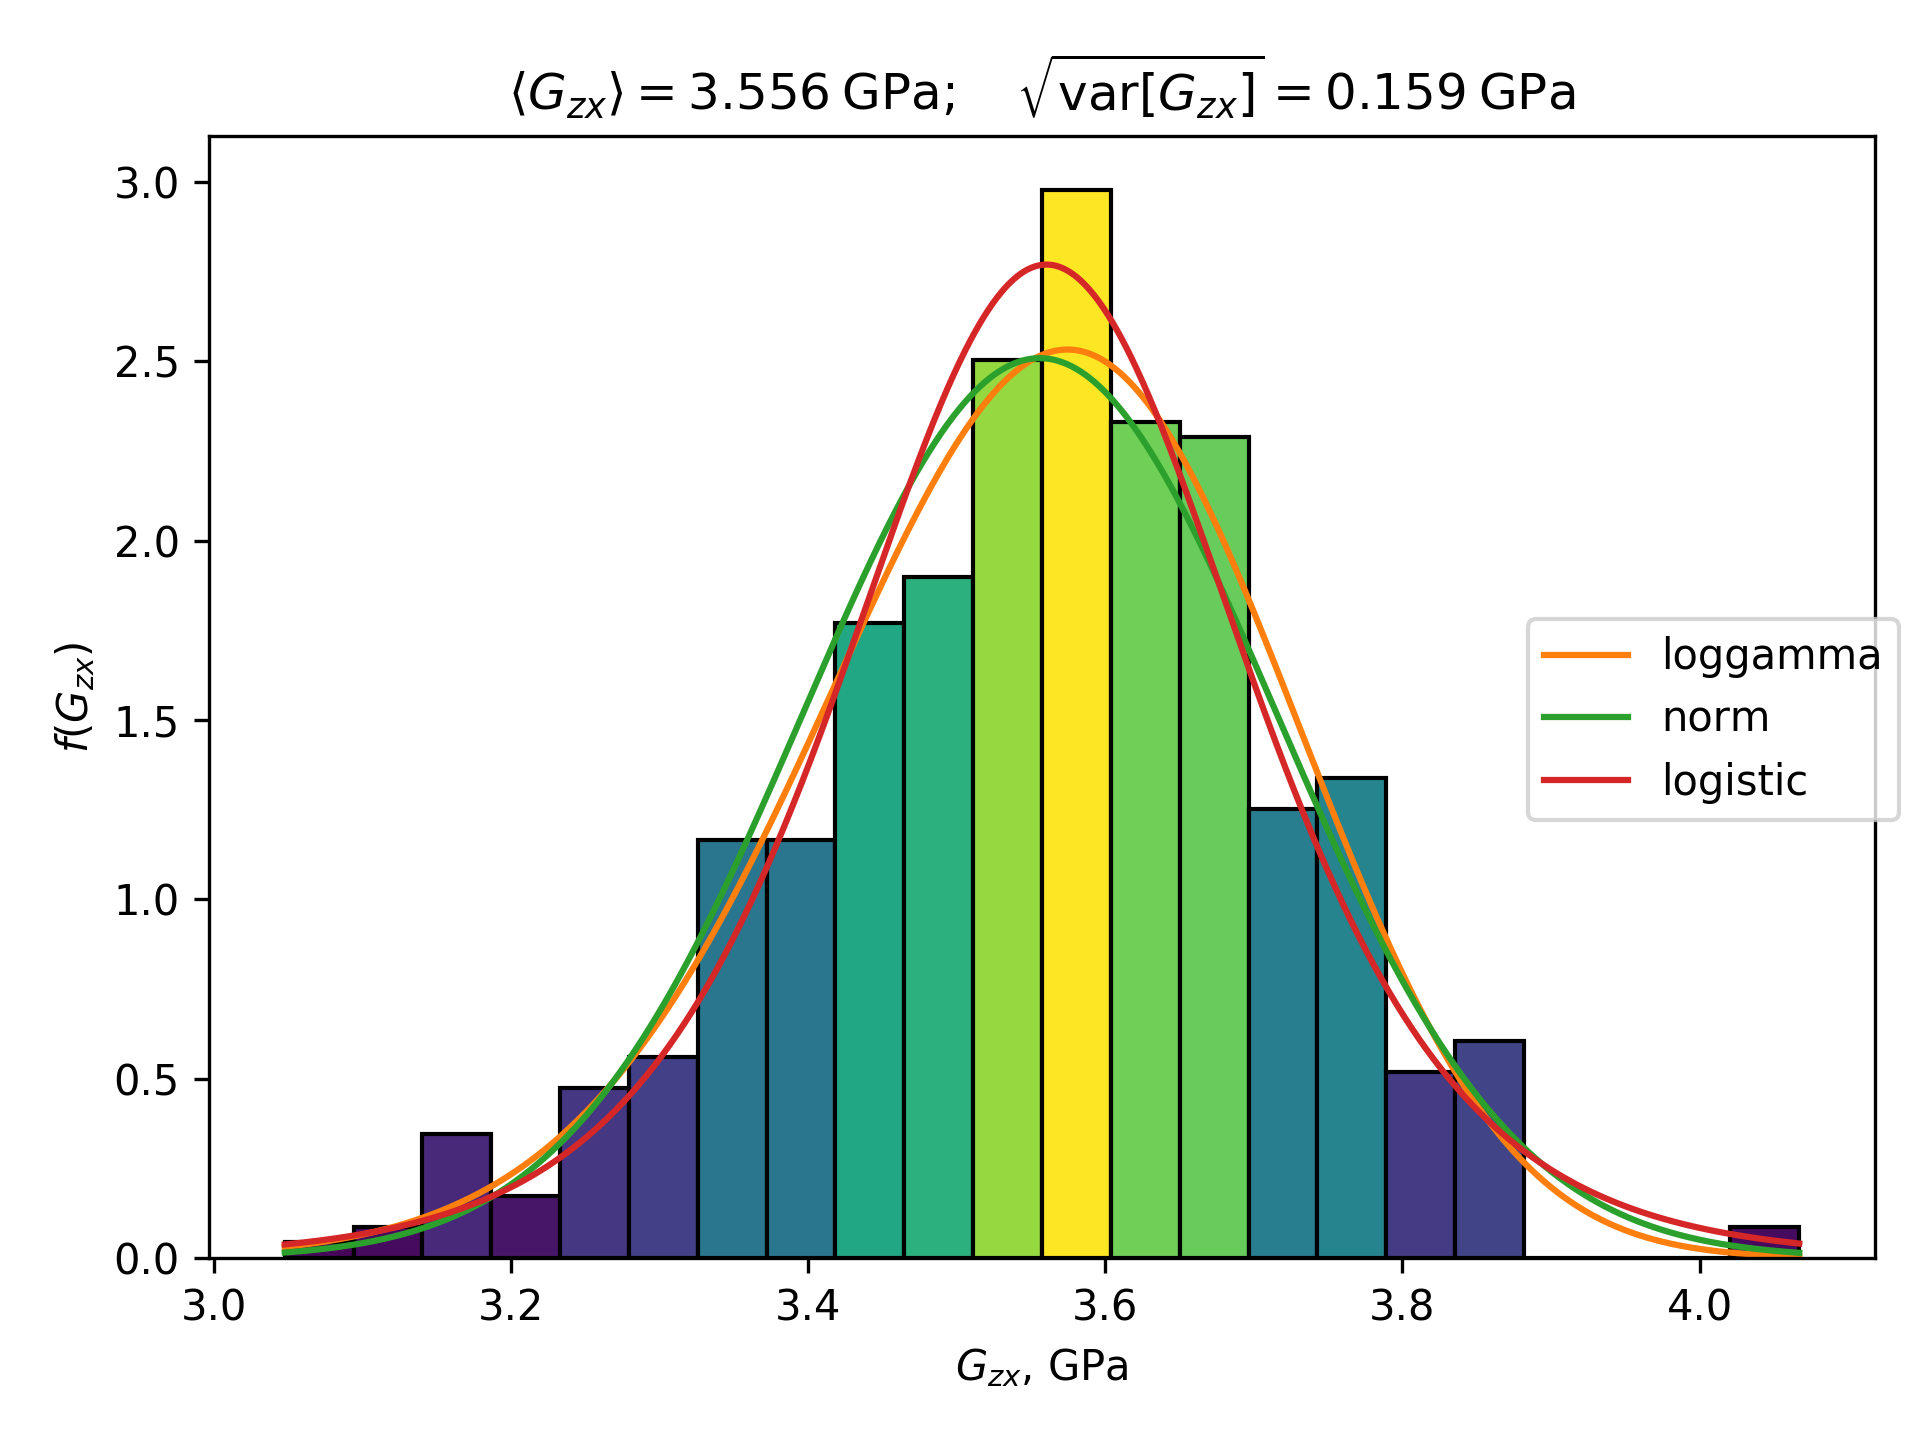 ⟨G_zx⟩ = 3.556 GPa; √var[G_zx] = 0.159 GPa
3.0
2.5
2.0
1.5
1.0
0.5
0.0
f(G_zx)
loggamma
norm
logistic
3.0 3.2 3.4 3.6 3.8 4.0
G_zx, GPa